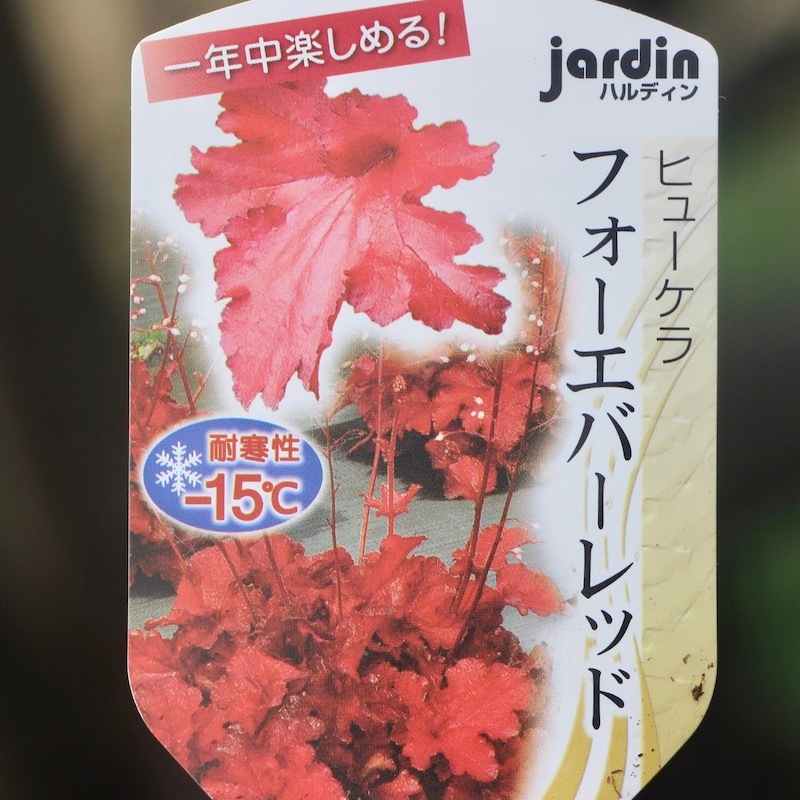 一年中楽しめる!
jardin
ハルディン
ヒューケラ
フォーエバーレッド
耐寒性
-15℃